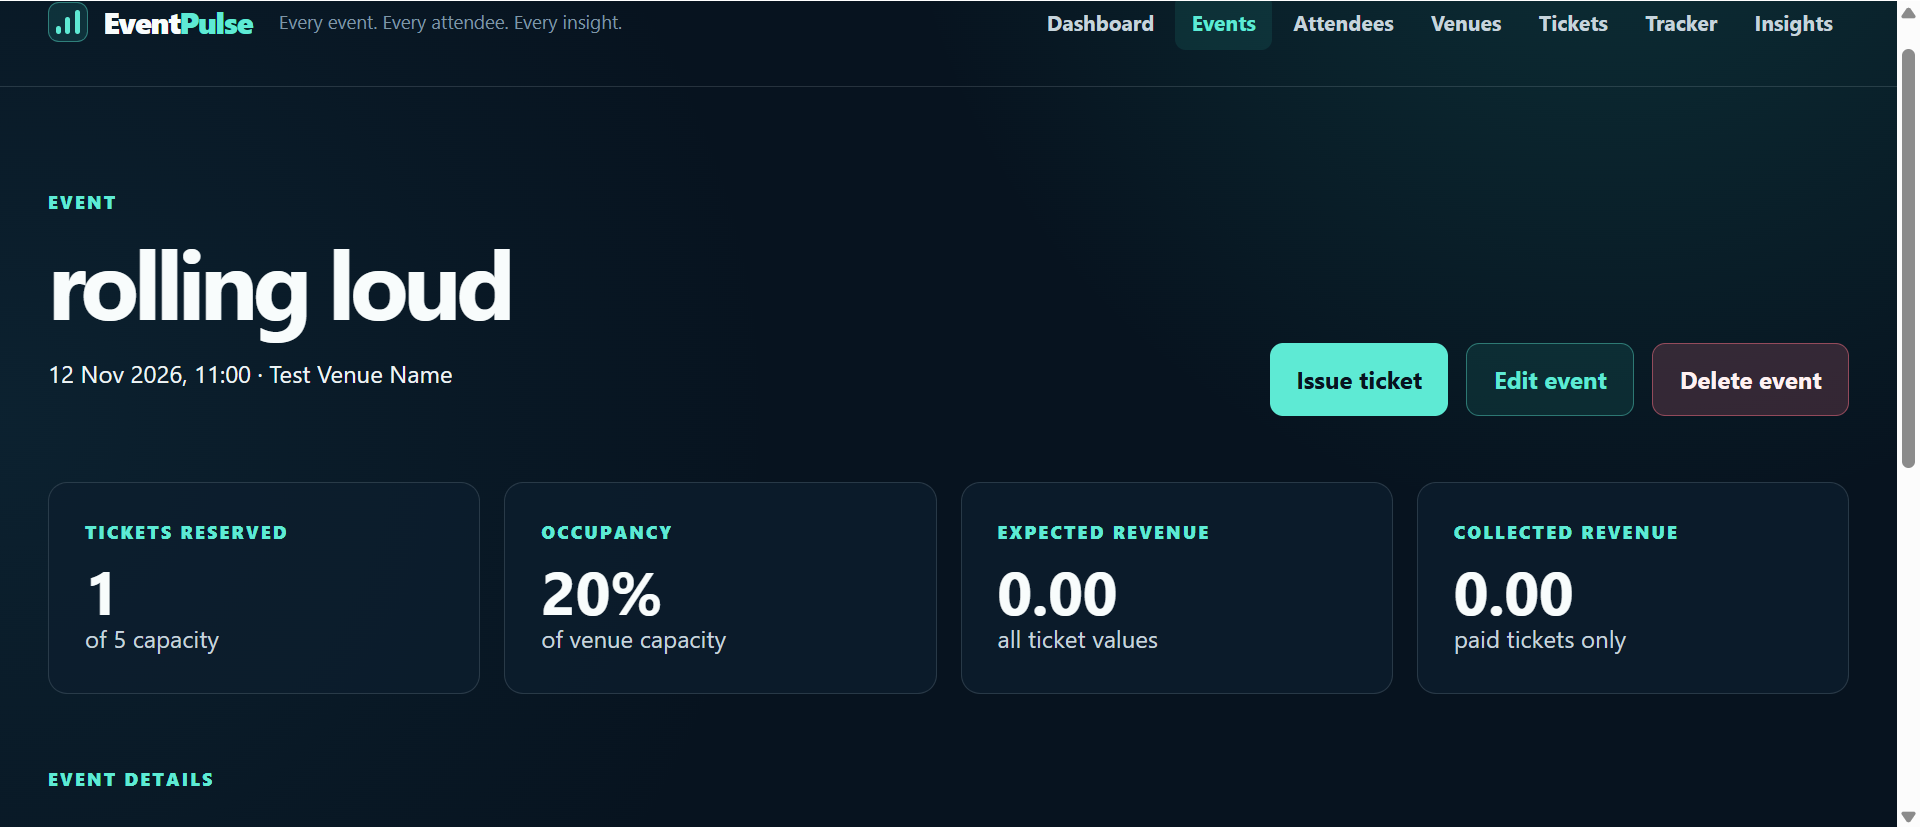 EventPulse Every event. Every attendee. Every insight. Dashboard Events Attendees Venues Tickets Tracker Insights
EVENT
rolling loud
12 Nov 2026, 11:00 · Test Venue Name
Issue ticket Edit event Delete event
TICKETS RESERVED
1
of 5 capacity
OCCUPANCY
20%
of venue capacity
EXPECTED REVENUE
0.00
all ticket values
COLLECTED REVENUE
0.00
paid tickets only
EVENT DETAILS